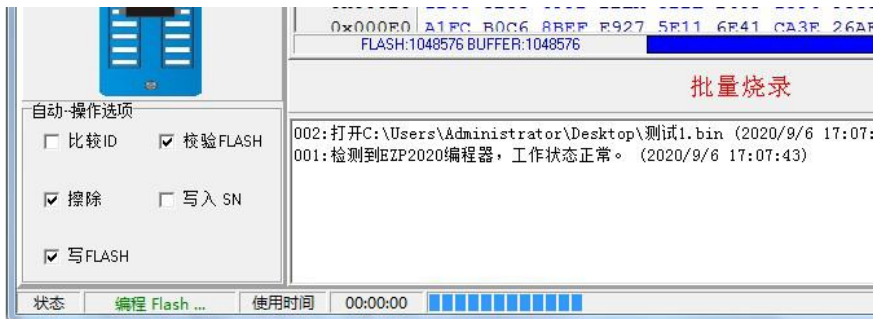 0x000E0 A1FC B0C6 8BEF E927 5E11 6E41 CA3E 26AF
FLASH:1048576 BUFFER:1048576
批量烧录
自动-操作选项
比较ID 校验FLASH
擦除 写入 SN
写FLASH
002:打开C:\Users\Administrator\Desktop\测试1.bin (2020/9/6 17:07:
001:检测到EZP2020编程器，工作状态正常。 (2020/9/6 17:07:43)
状态 编程 Flash ... 使用时间 00:00:00